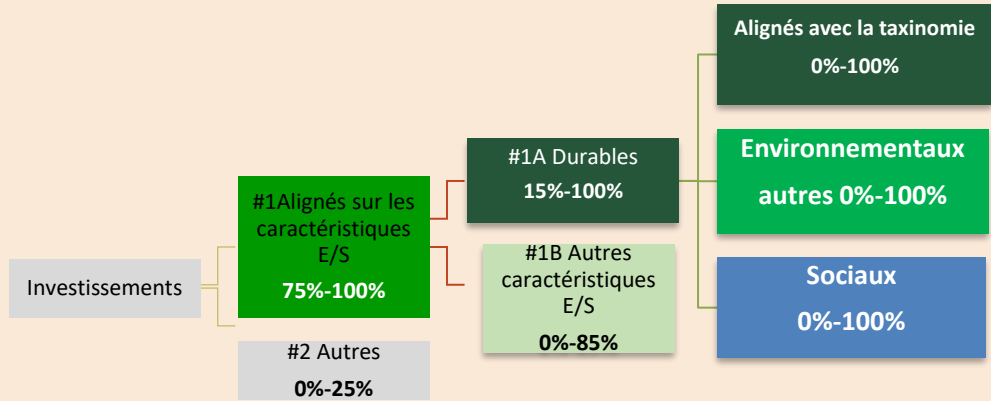 Investissements
#1Alignés sur les
caractéristiques
E/S
75%-100%
#2 Autres
0%-25%
#1A Durables
15%-100%
#1B Autres
caractéristiques
E/S
0%-85%
Alignés avec la taxinomie
0%-100%
Environnementaux
autres 0%-100%
Sociaux
0%-100%